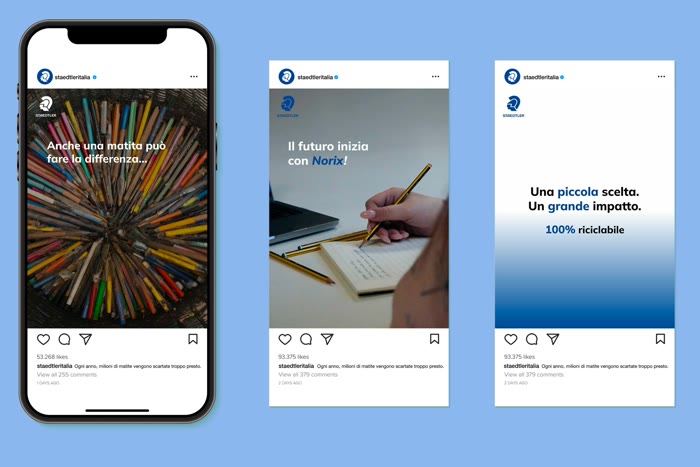 staedtleritalia
STAEDTLER
Anche una matita può
fare la differenza...
53,268 likes
staedtleritalia Ogni anno, milioni di matite vengono scartate troppo presto.
View all 255 comments
1 DAYS AGO
staedtleritalia
STAEDTLER
Il futuro inizia
con Norix!
93.375 likes
staedtleritalia Ogni anno, milioni di matite vengono scartate troppo presto.
View all 379 comments
2 DAYS AGO
staedtleritalia
STAEDTLER
Una piccola scelta.
Un grande impatto.
100% riciclabile
93.375 likes
staedtleritalia Ogni anno, milioni di matite vengono scartate troppo presto.
View all 379 comments
2 DAYS AGO